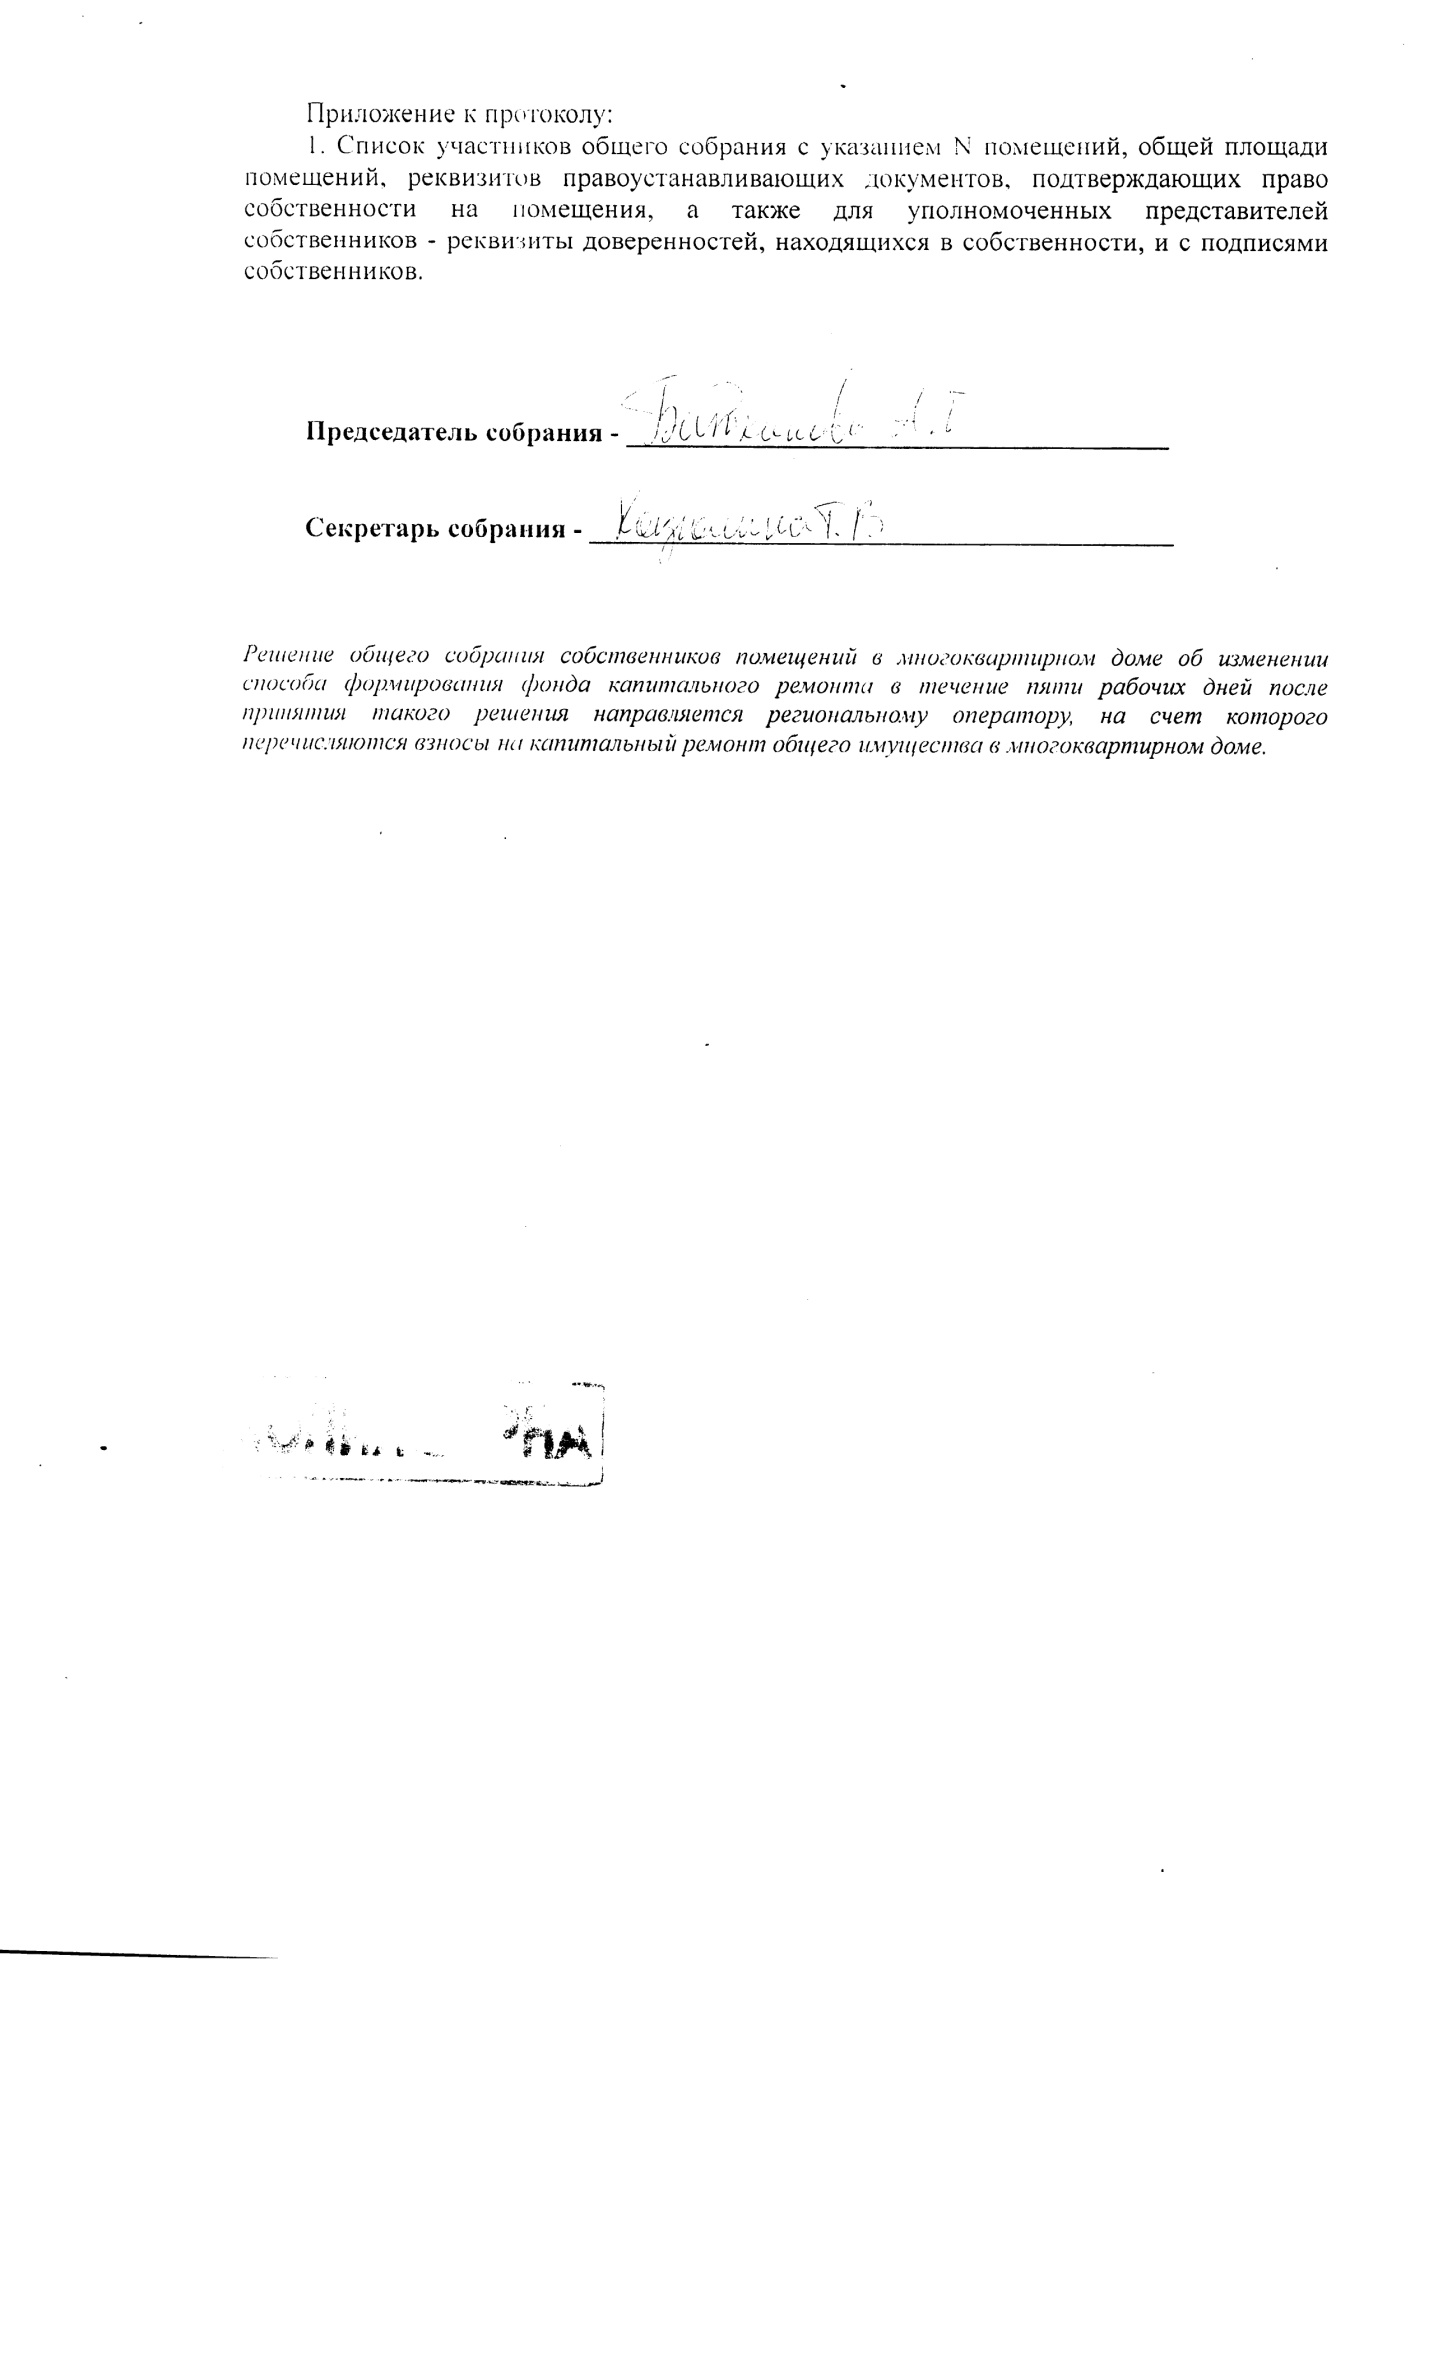 Приложение к протоколу:
1. Список участников общего собрания с указанием N помещений, общей площади
помещений, реквизитов правоустанавливающих документов, подтверждающих право
собственности на помещения, а также для уполномоченных представителей
собственников - реквизиты доверенностей, находящихся в собственности, и с подписями
собственников.
Председатель собрания - А.Г
Секретарь собрания - Т.В
Решение общего собрания собственников помещений в многоквартирном доме об изменении
способа формирования фонда капитального ремонта в течение пяти рабочих дней после
принятия такого решения направляется региональному оператору, на счет которого
перечисляются взносы на капитальный ремонт общего имущества в многоквартирном доме.